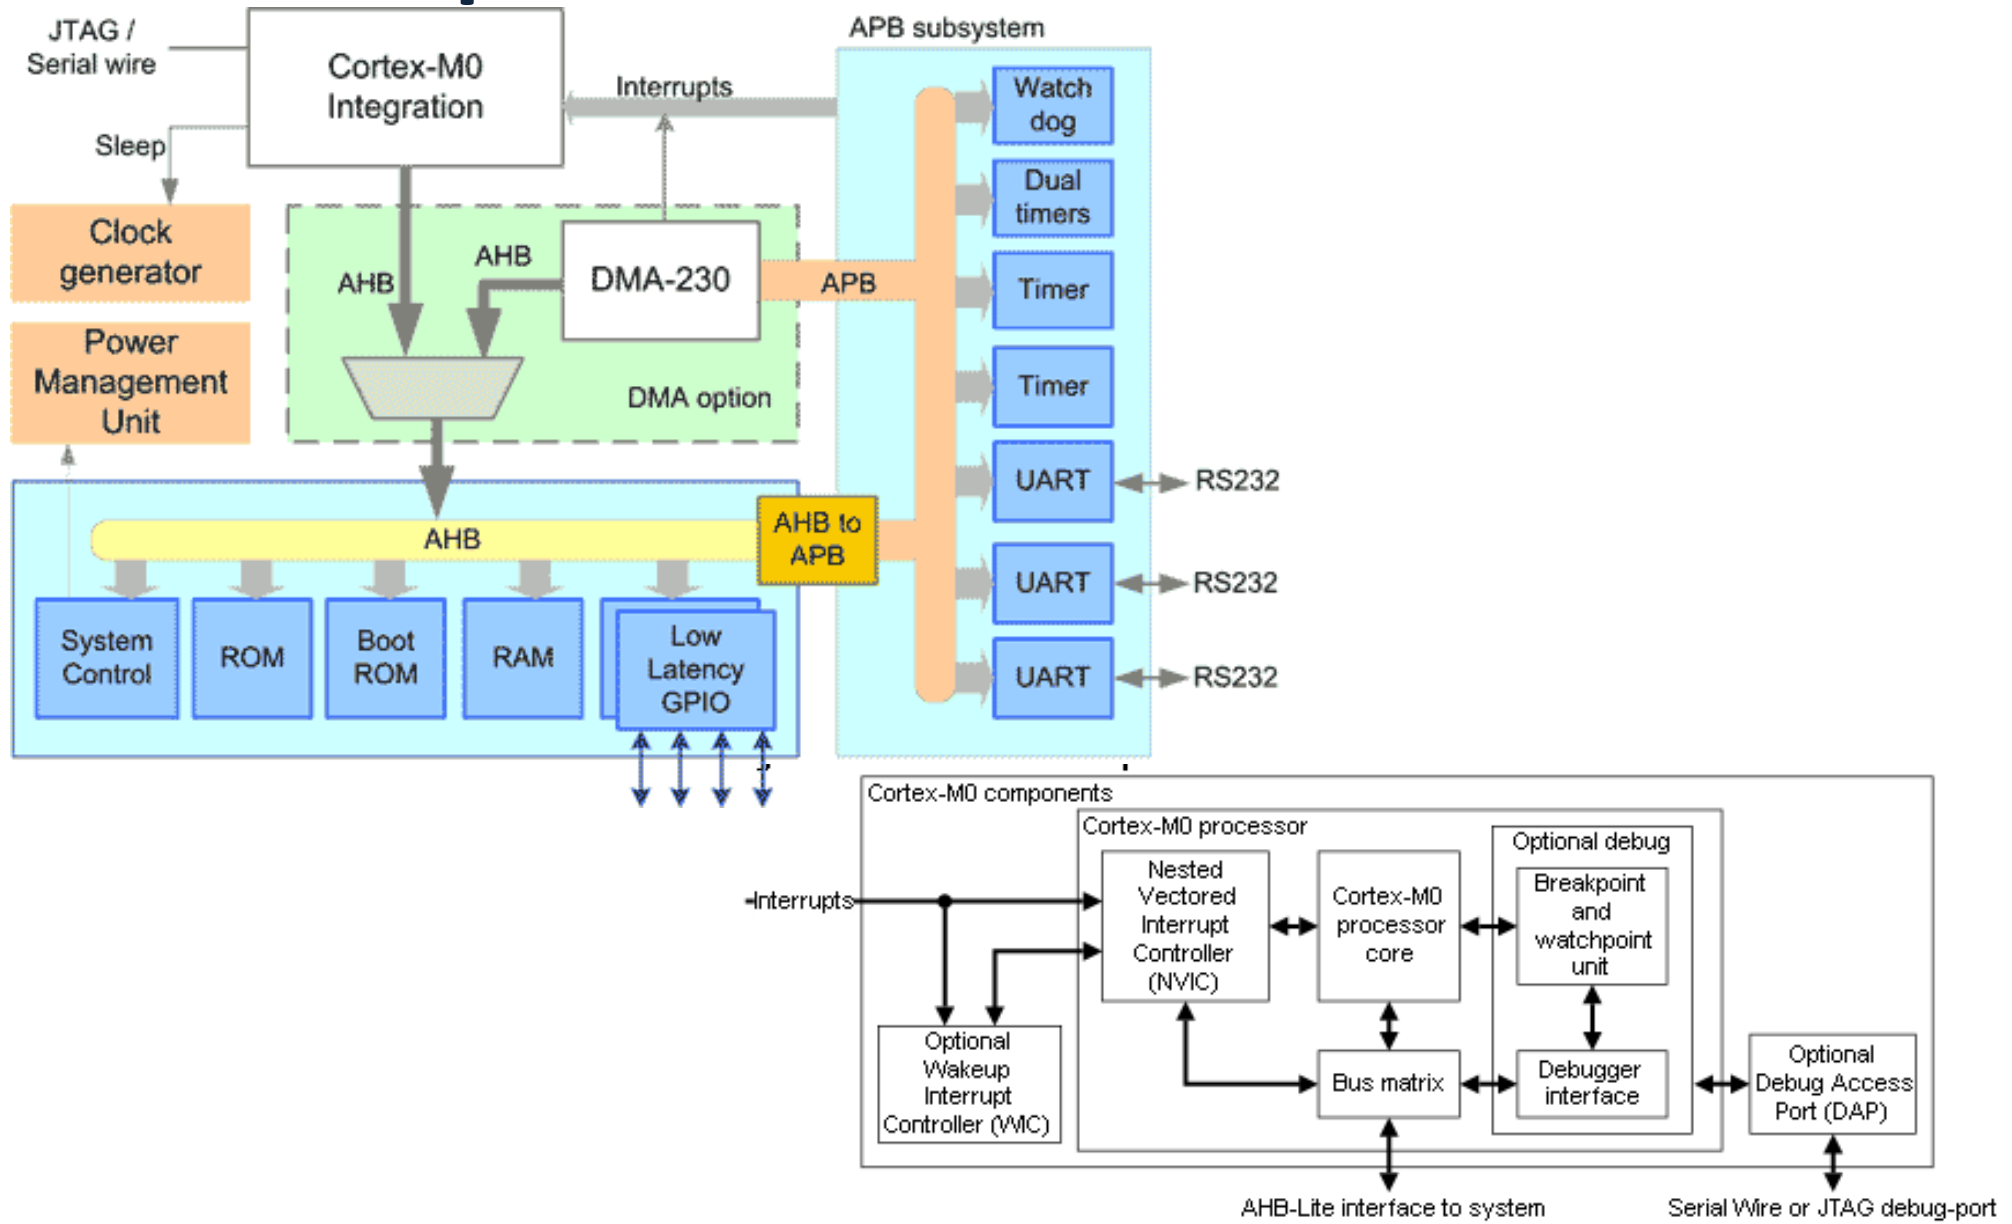 JTAG /
Serial wire
Cortex-M0
Integration
Sleep
Interrupts
APB subsystem
Clock
generator
Power
Management
Unit
AHB
AHB
DMA-230
DMA option
APB
Watch
dog
Dual
timers
Timer
Timer
UART
RS232
UART
RS232
UART
RS232
AHB
AHB to
APB
System
Control
ROM
Boot
ROM
RAM
Low
Latency
GPIO
Cortex-M0 components
Cortex-M0 processor
Interrupts
Nested
Vectored
Interrupt
Controller
(NVIC)
Cortex-M0
processor
core
Optional debug
Breakpoint
and
watchpoint
unit
Optional
Wakeup
Interrupt
Controller (WIC)
Bus matrix
Debugger
interface
Optional
Debug Access
Port (DAP)
AHB-Lite interface to system
Serial Wire or JTAG debug-port